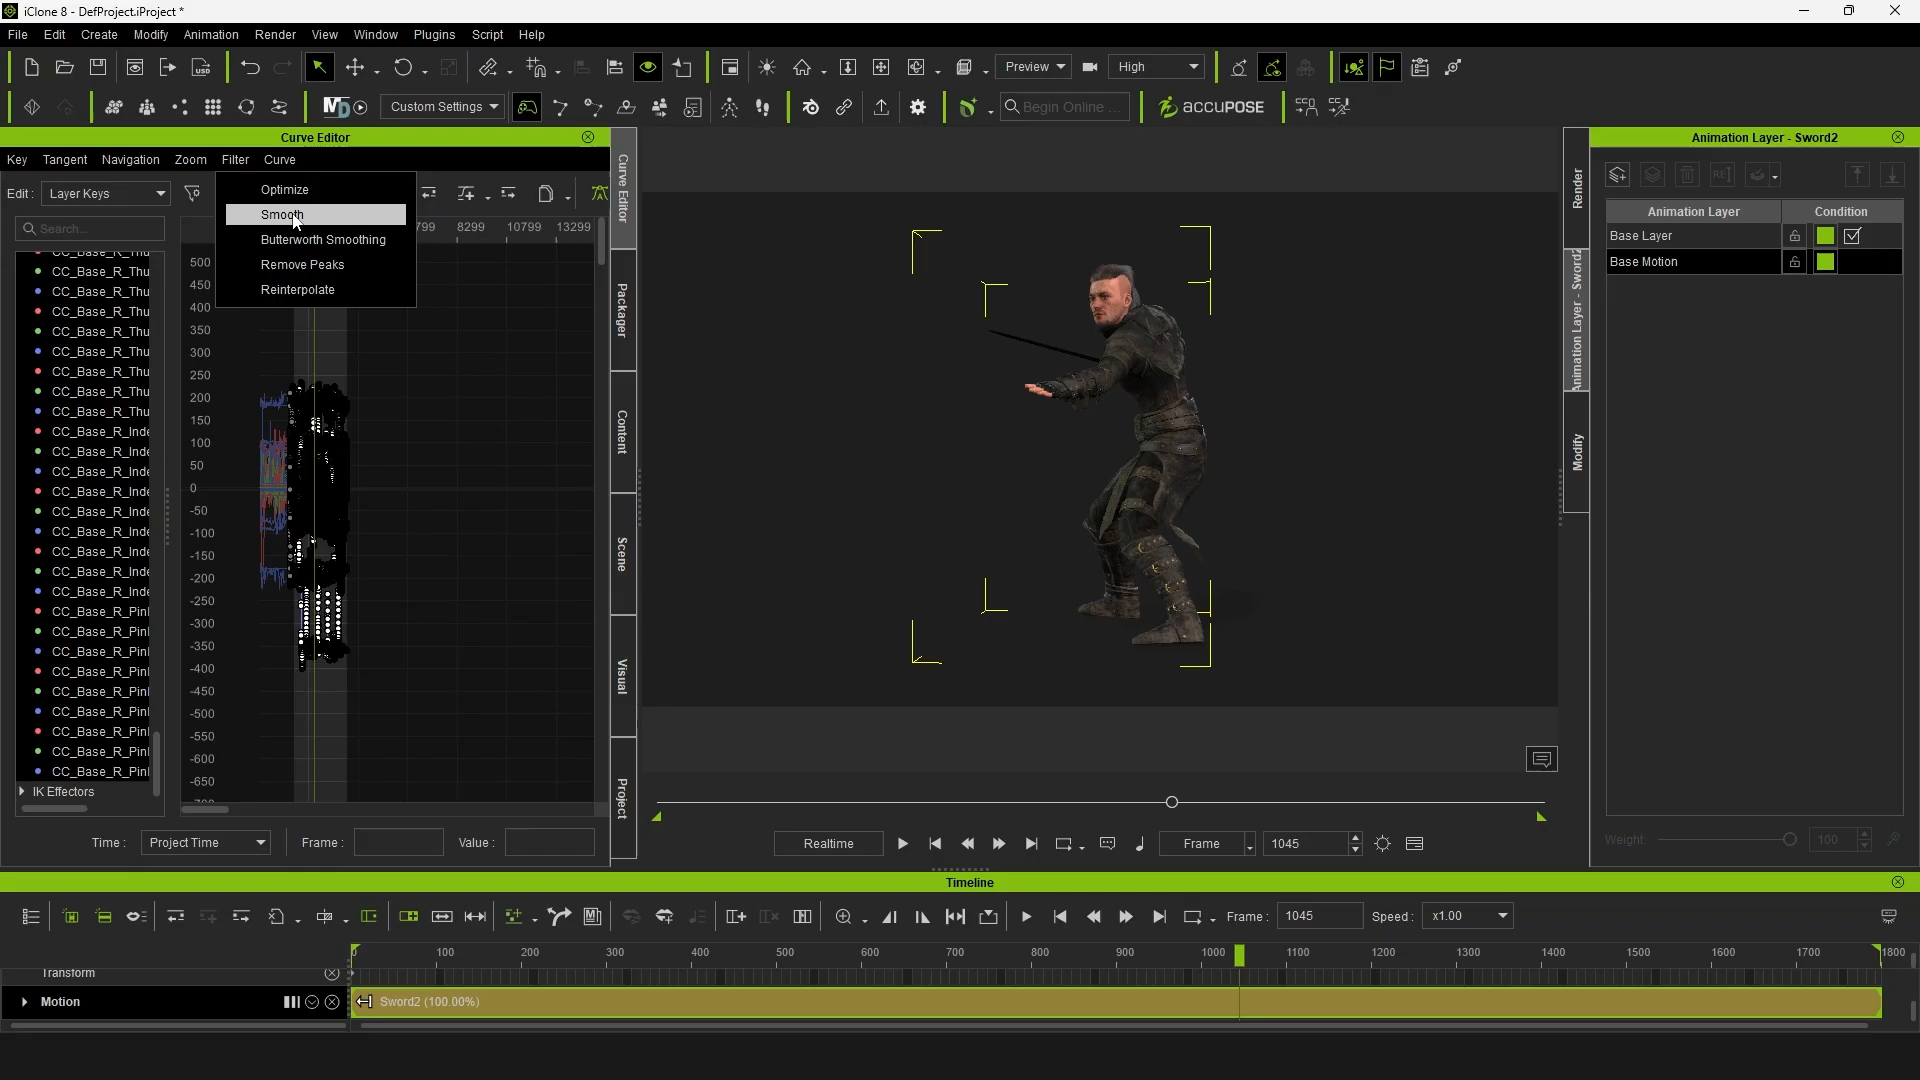 iClone 8 - DefProject.iProject *
File Edit Create Modify Animation Render View Window Plugins Script Help
Preview High
Custom Settings Begin Online ... ACCUPOSE
Curve Editor
Key Tangent Navigation Zoom Filter Curve
Edit : Layer Keys
Search...
Optimize
Smooth
Butterworth Smoothing
Remove Peaks
Reinterpolate
799 8299 10799 13299
500
450
400
350
300
250
200
150
100
50
0
-50
-100
-150
-200
-250
-300
-350
-400
-450
-500
-550
-600
-650
-700
CC_Base_R_Thu
CC_Base_R_Thu
CC_Base_R_Thu
CC_Base_R_Thu
CC_Base_R_Thu
CC_Base_R_Thu
CC_Base_R_Thu
CC_Base_R_Thu
CC_Base_R_Thu
CC_Base_R_Inde
CC_Base_R_Inde
CC_Base_R_Inde
CC_Base_R_Inde
CC_Base_R_Inde
CC_Base_R_Inde
CC_Base_R_Inde
CC_Base_R_Inde
CC_Base_R_Inde
CC_Base_R_Pinl
CC_Base_R_Pinl
CC_Base_R_Pinl
CC_Base_R_Pinl
CC_Base_R_Pinl
CC_Base_R_Pinl
CC_Base_R_Pinl
CC_Base_R_Pinl
CC_Base_R_Pinl
IK Effectors
Time : Project Time Frame : Value :
Curve Editor
Packager
Content
Scene
Visual
Project
Render
Animation Layer - Sword2
Modify
Animation Layer - Sword2
Animation Layer Condition
Base Layer
Base Motion
Weight: 100
Realtime Frame 1045
Timeline
Frame : 1045 Speed : x1.00
0 100 200 300 400 500 600 700 800 900 1000 1100 1200 1300 1400 1500 1600 1700 1800
Transform
Motion
Sword2 (100.00%)